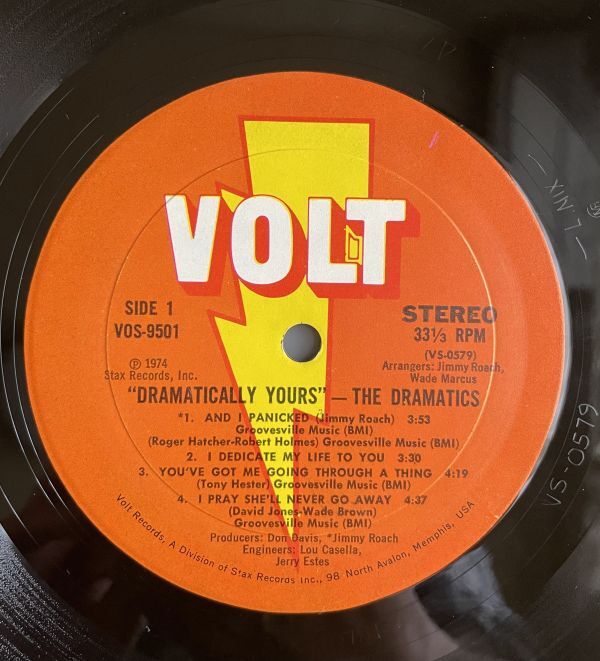 VOLT
SIDE 1
VOS-9501
STEREO
33⅓ RPM
(VS-0579)
Ⓟ 1974
Stax Records, Inc.
Arrangers: Jimmy Roach,
Wade Marcus
"DRAMATICALLY YOURS" — THE DRAMATICS
*1. AND I PANICKED (Jimmy Roach) 3:53
Groovesville Music (BMI)
(Roger Hatcher-Robert Holmes) Groovesville Music (BMI)
2. I DEDICATE MY LIFE TO YOU 3:30
3. YOU'VE GOT ME GOING THROUGH A THING 4:19
(Tony Hester) Groovesville Music (BMI)
4. I PRAY SHE'LL NEVER GO AWAY 4:37
(David Jones-Wade Brown)
Groovesville Music (BMI)
Producers: Don Davis, *Jimmy Roach
Engineers: Lou Casella,
Jerry Estes
Volt Records, A Division of Stax Records Inc., 98 North Avalon, Memphis, USA
VS-0579
L.NIX